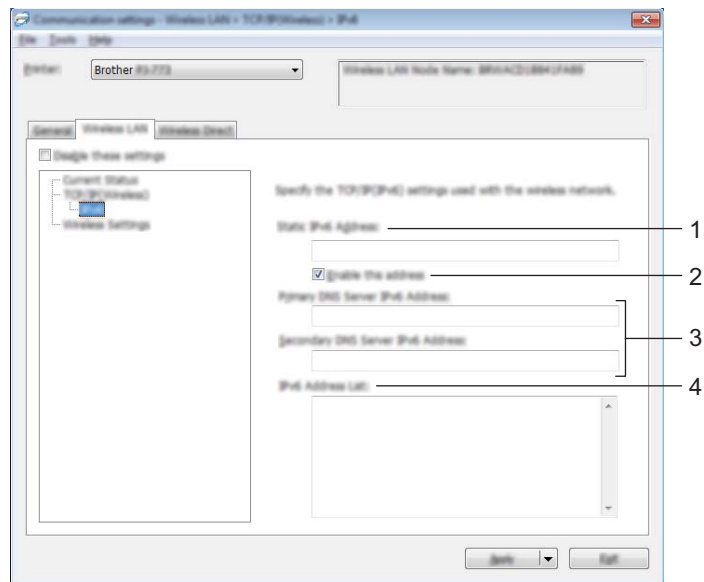 Communication settings - Wireless LAN > TCP/IP(Wireless) > IPv6
File Tools Help
Printer:
Brother
Wireless LAN Node Name:
General Wireless LAN Wireless Direct
Disable these settings
Current Status
TCP/IP(Wireless)
IPv6
Wireless Settings
Specify the TCP/IP(IPv6) settings used with the wireless network.
Static IPv6 Address:
1
Enable this address
2
Primary DNS Server IPv6 Address:
3
Secondary DNS Server IPv6 Address:
IPv6 Address List:
4
Apply
Exit